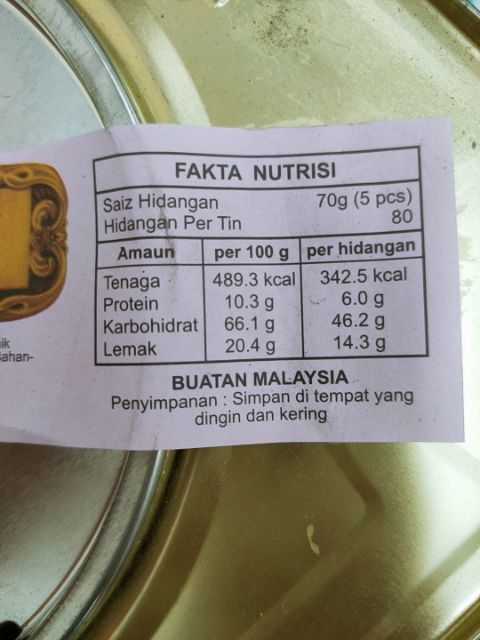 FAKTA NUTRISI
Saiz Hidangan 70g (5 pcs)
Hidangan Per Tin 80
Amaun per 100 g per hidangan
Tenaga 489.3 kcal 342.5 kcal
Protein 10.3 g 6.0 g
Karbohidrat 66.1 g 46.2 g
Lemak 20.4 g 14.3 g
BUATAN MALAYSIA
Penyimpanan : Simpan di tempat yang
dingin dan kering